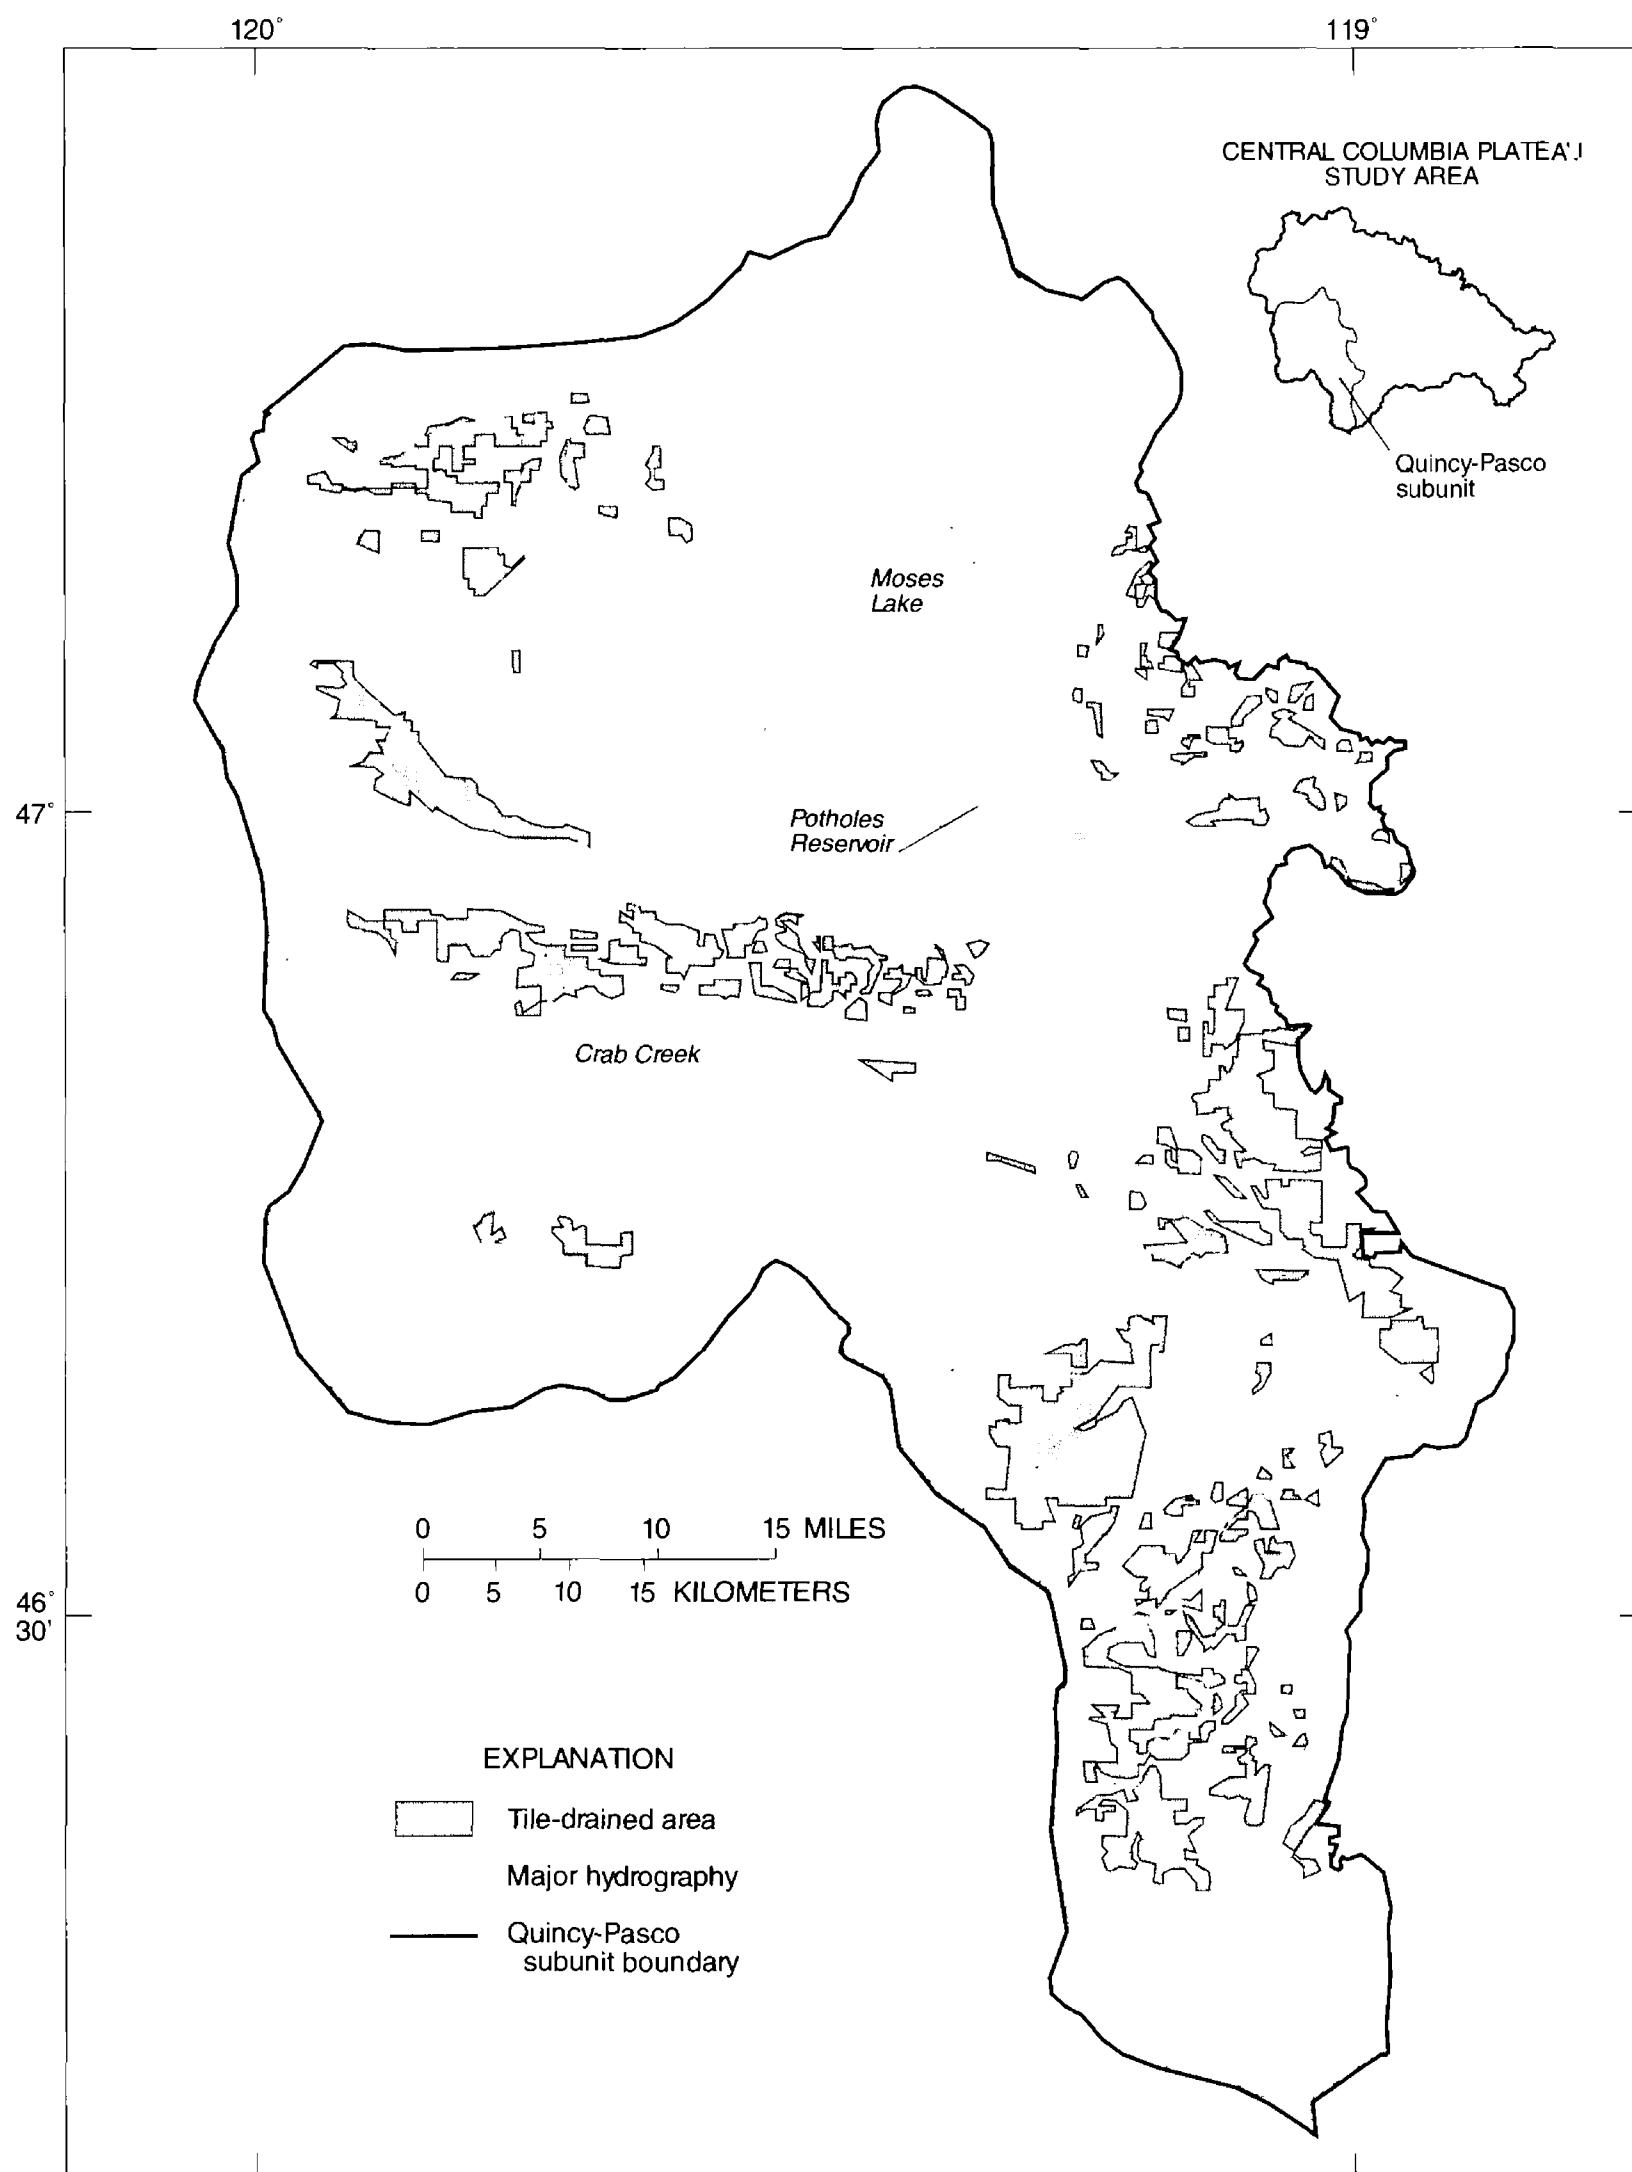 120°
119°
CENTRAL COLUMBIA PLATEAU
STUDY AREA
Quincy-Pasco
subunit
Moses
Lake
47°
Potholes
Reservoir
Crab Creek
0 5 10 15 MILES
0 5 10 15 KILOMETERS
46°
30'
EXPLANATION
Tile-drained area
Major hydrography
Quincy-Pasco
subunit boundary